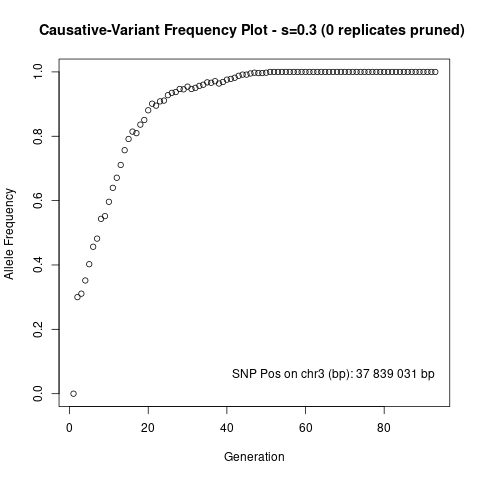 Causative-Variant Frequency Plot - s=0.3 (0 replicates pruned)
1.0
0.8
0.6
0.4
0.2
0.0
Allele Frequency
SNP Pos on chr3 (bp): 37 839 031 bp
0 20 40 60 80
Generation